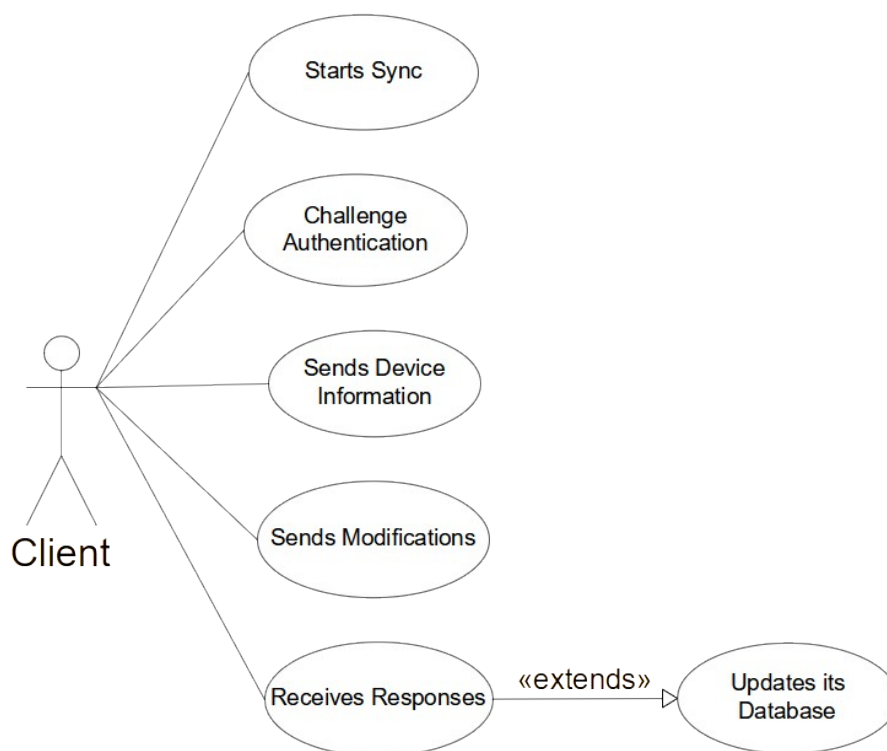 Starts Sync
Challenge
Authentication
Sends Device
Information
Client
Sends Modifications
Receives Responses
«extends»
Updates its
Database